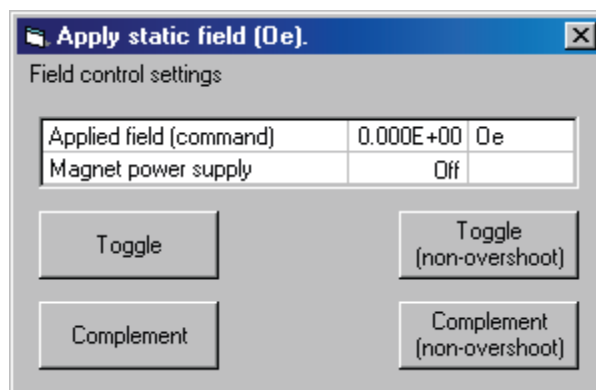 Apply static field (Oe).
Field control settings
Applied field (command) 0.000E+00 Oe
Magnet power supply Off
Toggle
Toggle
(non-overshoot)
Complement
Complement
(non-overshoot)